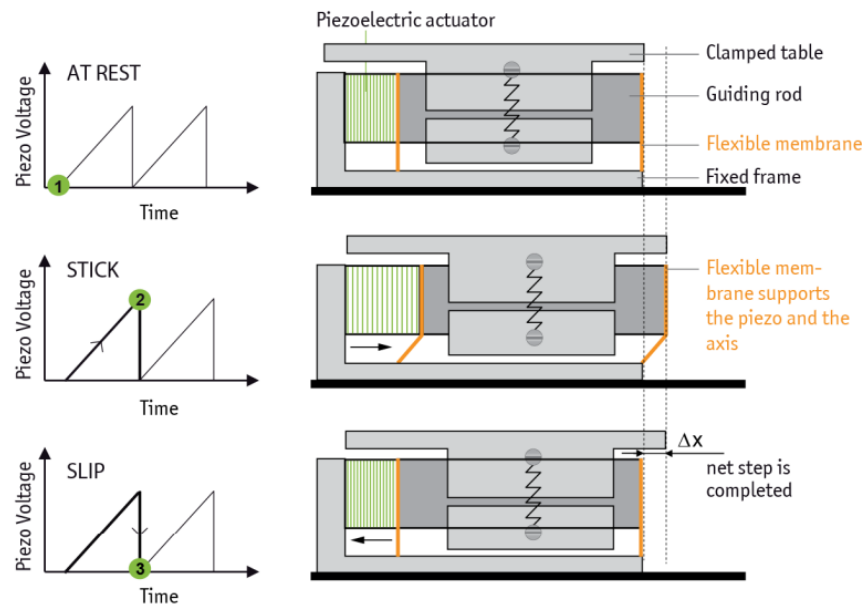 Piezoelectric actuator
AT REST
Piezo Voltage
1
Time
Clamped table
Guiding rod
Flexible membrane
Fixed frame
STICK
Piezo Voltage
2
Time
Flexible mem-
brane supports
the piezo and the
axis
SLIP
Piezo Voltage
3
Time
Δx
net step is
completed